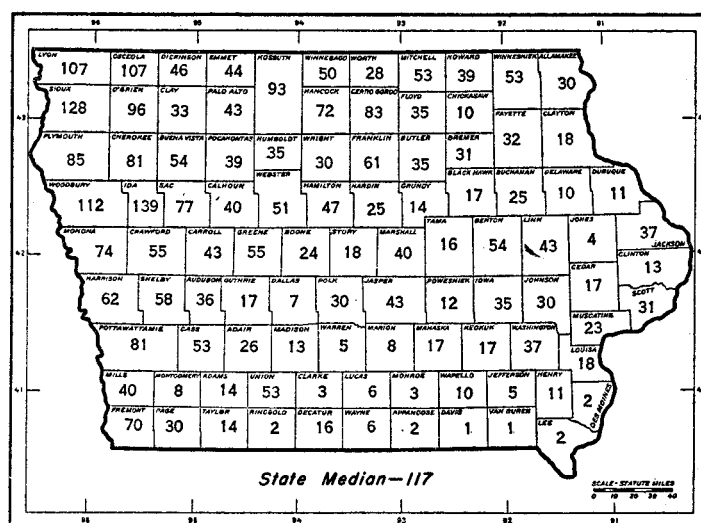 96 95 94 93 92 91
LYON OSCEOLA DICKINSON EMMET KOSSUTH WINNEBAGO WORTH MITCHELL HOWARD WINNESHIEK ALLAMAKEE
107 107 46 44 93 50 28 53 39 53 30
SIOUX O'BRIEN CLAY PALO ALTO HANCOCK CERRO GORDO FLOYD CHICKASAW
43 128 96 33 43 72 83 35 10 43
FAYETTE CLAYTON
32 18
PLYMOUTH CHEROKEE BUENA VISTA POCAHONTAS HUMBOLDT WRIGHT FRANKLIN BUTLER BREMER
85 81 54 39 35 30 61 35 31
WOODBURY IDA SAC CALHOUN WEBSTER HAMILTON HARDIN GRUNDY BLACK HAWK BUCHANAN DELAWARE DUBUQUE
112 139 77 40 51 47 25 14 17 25 10 11
MONONA CRAWFORD CARROLL GREENE BOONE STORY MARSHALL TAMA BENTON LINN JONES JACKSON
42 74 55 43 55 24 18 40 16 54 43 4 37 42
CLINTON
13
HARRISON SHELBY AUDUBON GUTHRIE DALLAS POLK JASPER POWESHIEK IOWA JOHNSON CEDAR SCOTT
62 58 36 17 7 30 43 12 35 30 17 31
POTTAWATTAMIE CASS ADAIR MADISON WARREN MARION MAHASKA KEOKUK WASHINGTON MUSCATINE
81 53 26 13 5 8 17 17 37 23
LOUISA
18
MILLS MONTGOMERY ADAMS UNION CLARKE LUCAS MONROE WAPELLO JEFFERSON HENRY DES MOINES
41 40 8 14 53 3 6 3 10 5 11 2 41
FREMONT PAGE TAYLOR RINGGOLD DECATUR WAYNE APPANOOSE DAVIS VAN BUREN LEE
70 30 14 2 16 6 2 1 1 2
State Median—117
SCALE - STATUTE MILES
0 10 20 30 40
96 95 94 93 92 91